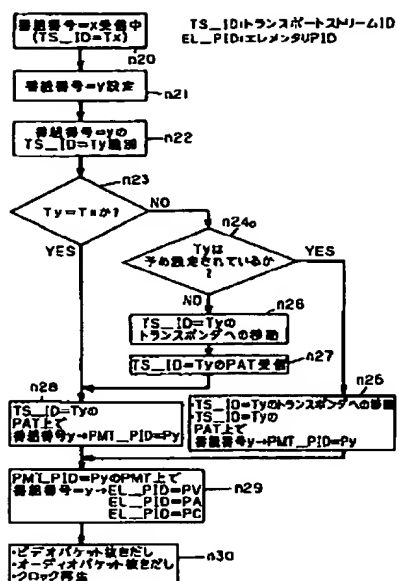 番組番号=x受信中
(TS_ID=Tx)
TS_ID:トランスポートストリームID
EL_PID:エレメンタリPID
n20
番組番号=y設定
n21
番組番号=yの
TS_ID=Ty識別
n22
n23
Ty=Txか?
NO
YES
n24a
Tyは
予め設定されているか
?
YES
NO
n26
TS_ID=Tyの
トランスポンダへの移動
n27
TS_ID=TyのPAT受信
n28
TS_ID=Tyの
PAT上で
番組番号y→PMT_PID=Py
n25
・TS_ID=Tyのトランスポンダへの移動
TS_ID=Tyの
PAT上で
番組番号y→PMT_PID=Py
PMT_PID=PyのPMT上で
番組番号=y→EL_PID=PV
EL_PID=PA
EL_PID=PC
n29
・ビデオパケット抜きだし
・オーディオパケット抜きだし
・クロック再生
n30